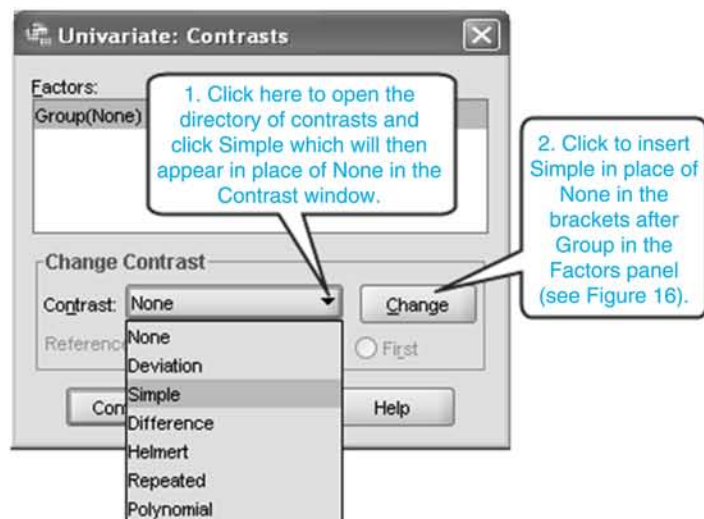 Univariate: Contrasts
Factors:
Group(None)
1. Click here to open the
directory of contrasts and
click Simple which will then
appear in place of None in the
Contrast window.
2. Click to insert
Simple in place of
None in the
brackets after
Group in the
Factors panel
(see Figure 16).
Change Contrast
Contrast: None
Change
Reference
First
None
Deviation
Simple
Difference
Helmert
Repeated
Polynomial
Help